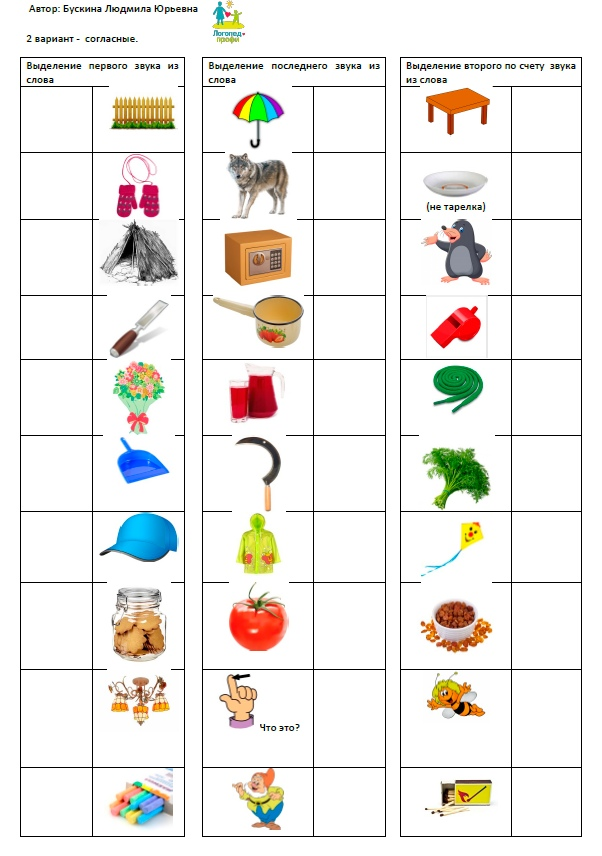 Автор: Бускина Людмила Юрьевна
Логопед
профи
2 вариант - согласные.
Выделение первого звука из
слова
Выделение последнего звука из
слова
Выделение второго по счету звука
из слова
(не тарелка)
Что это?